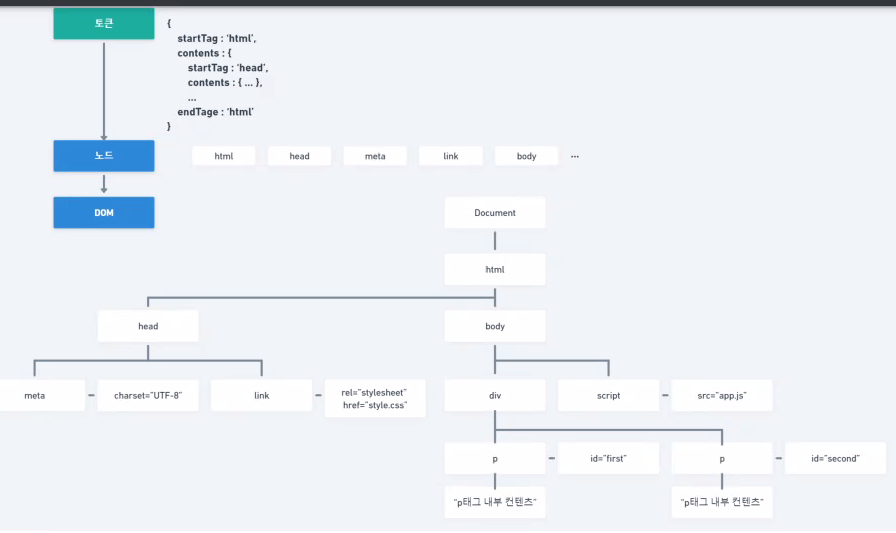 토큰
{
startTag : ‘html’,
contents : {
startTag : ‘head’,
contents : { ... },
...
endTage : ‘html’
}
노드
html head meta link body ...
DOM
Document
html
head body
meta charset=”UTF-8” link rel=”stylesheet”
href=”style.css” div script src=”app.js”
p id=”first” p id=”second”
“p태그 내부 컨텐츠” “p태그 내부 컨텐츠”